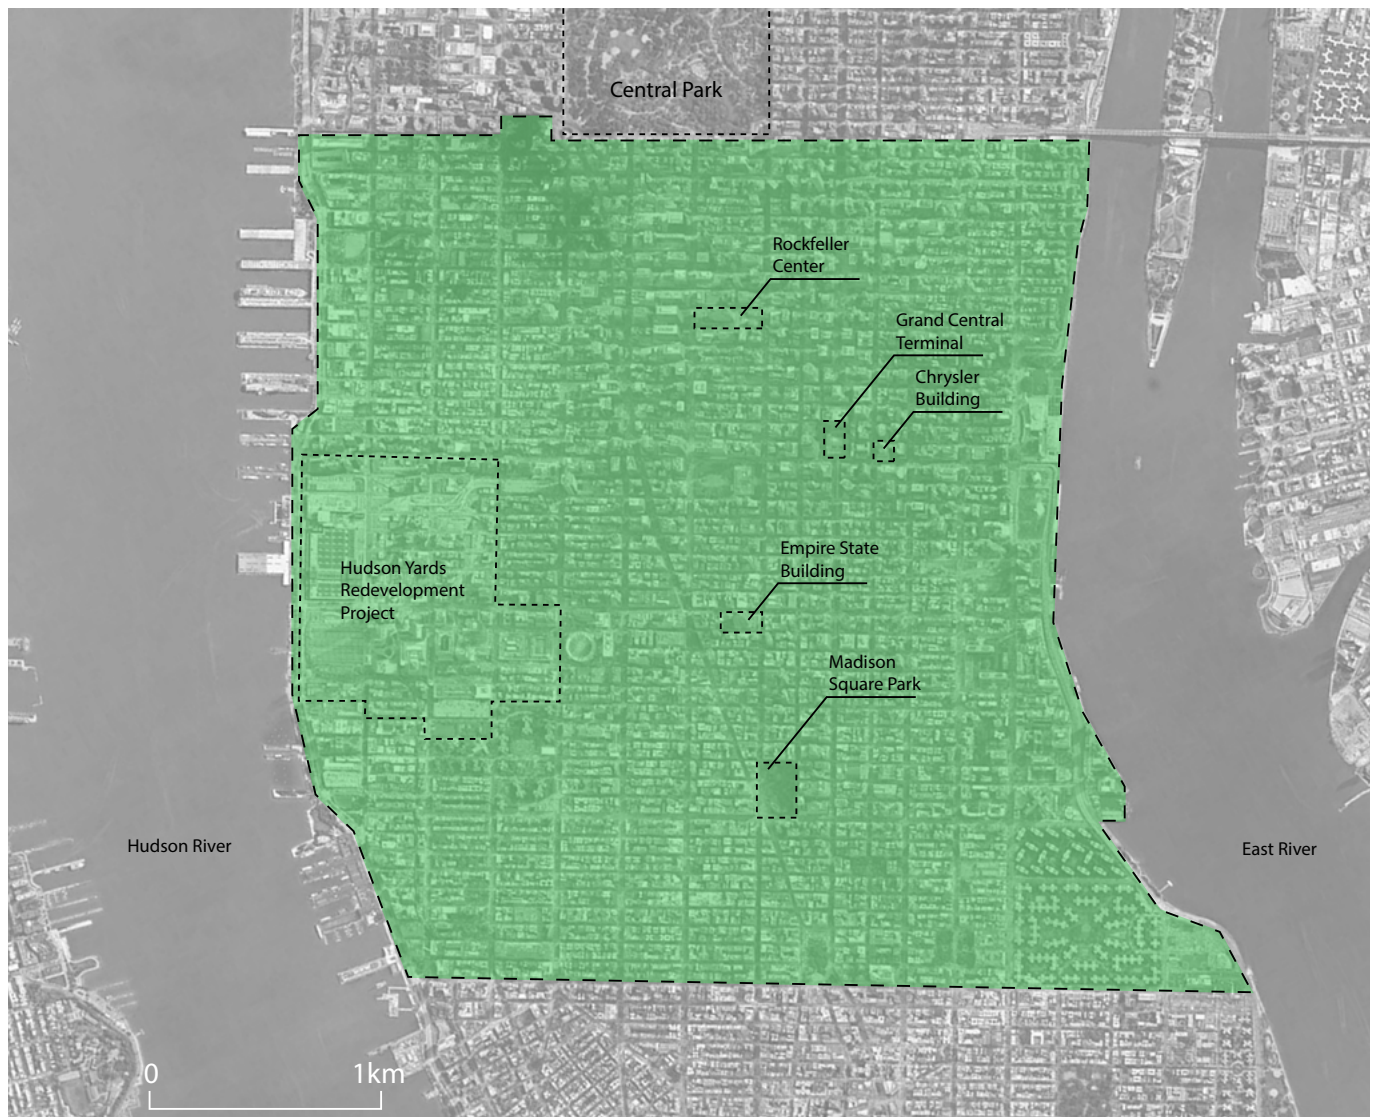 Central Park
Rockfeller
Center
Grand Central
Terminal
Chrysler
Building
Empire State
Building
Hudson Yards
Redevelopment
Project
Madison
Square Park
Hudson River
East River
0 1km